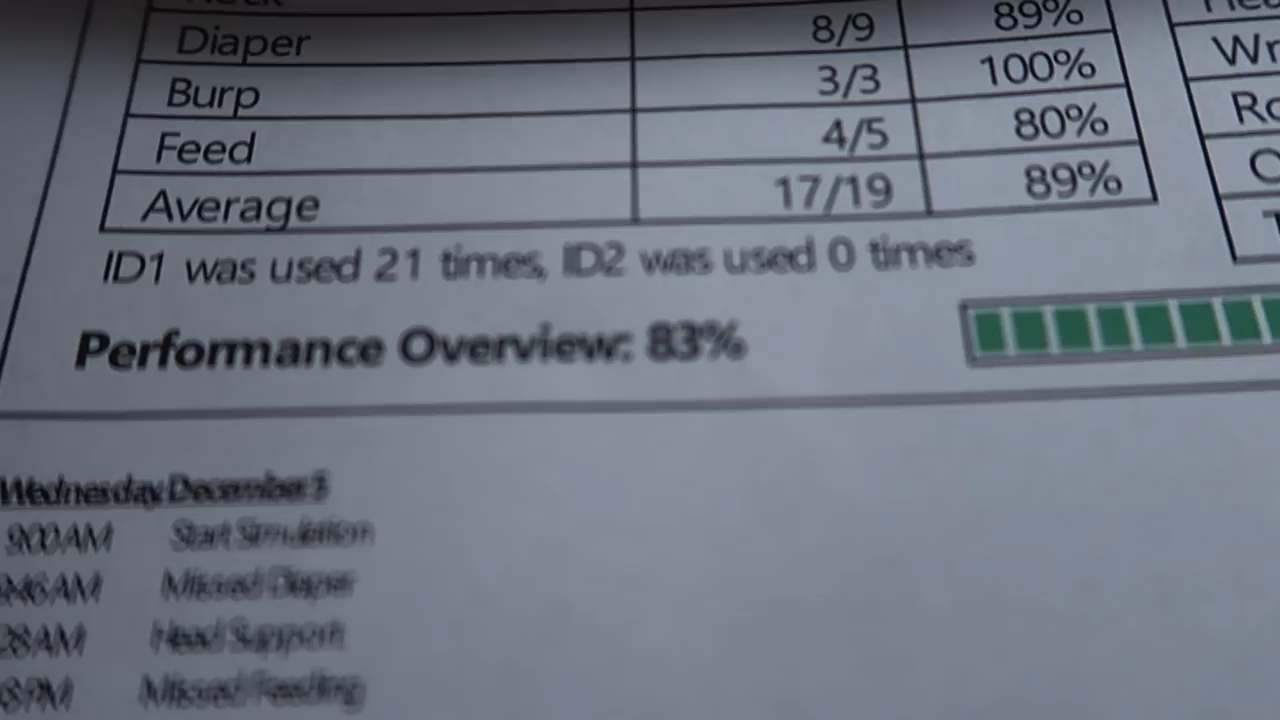 89%
Diaper 8/9
Burp 3/3 100%
Feed 4/5 80%
Average 17/19 89%
ID1 was used 21 times, ID2 was used 0 times
Performance Overview: 83%
Wednesday, December 5
9:00AM Start Simulation
Missed Diaper
Head Support
Missed Feeding